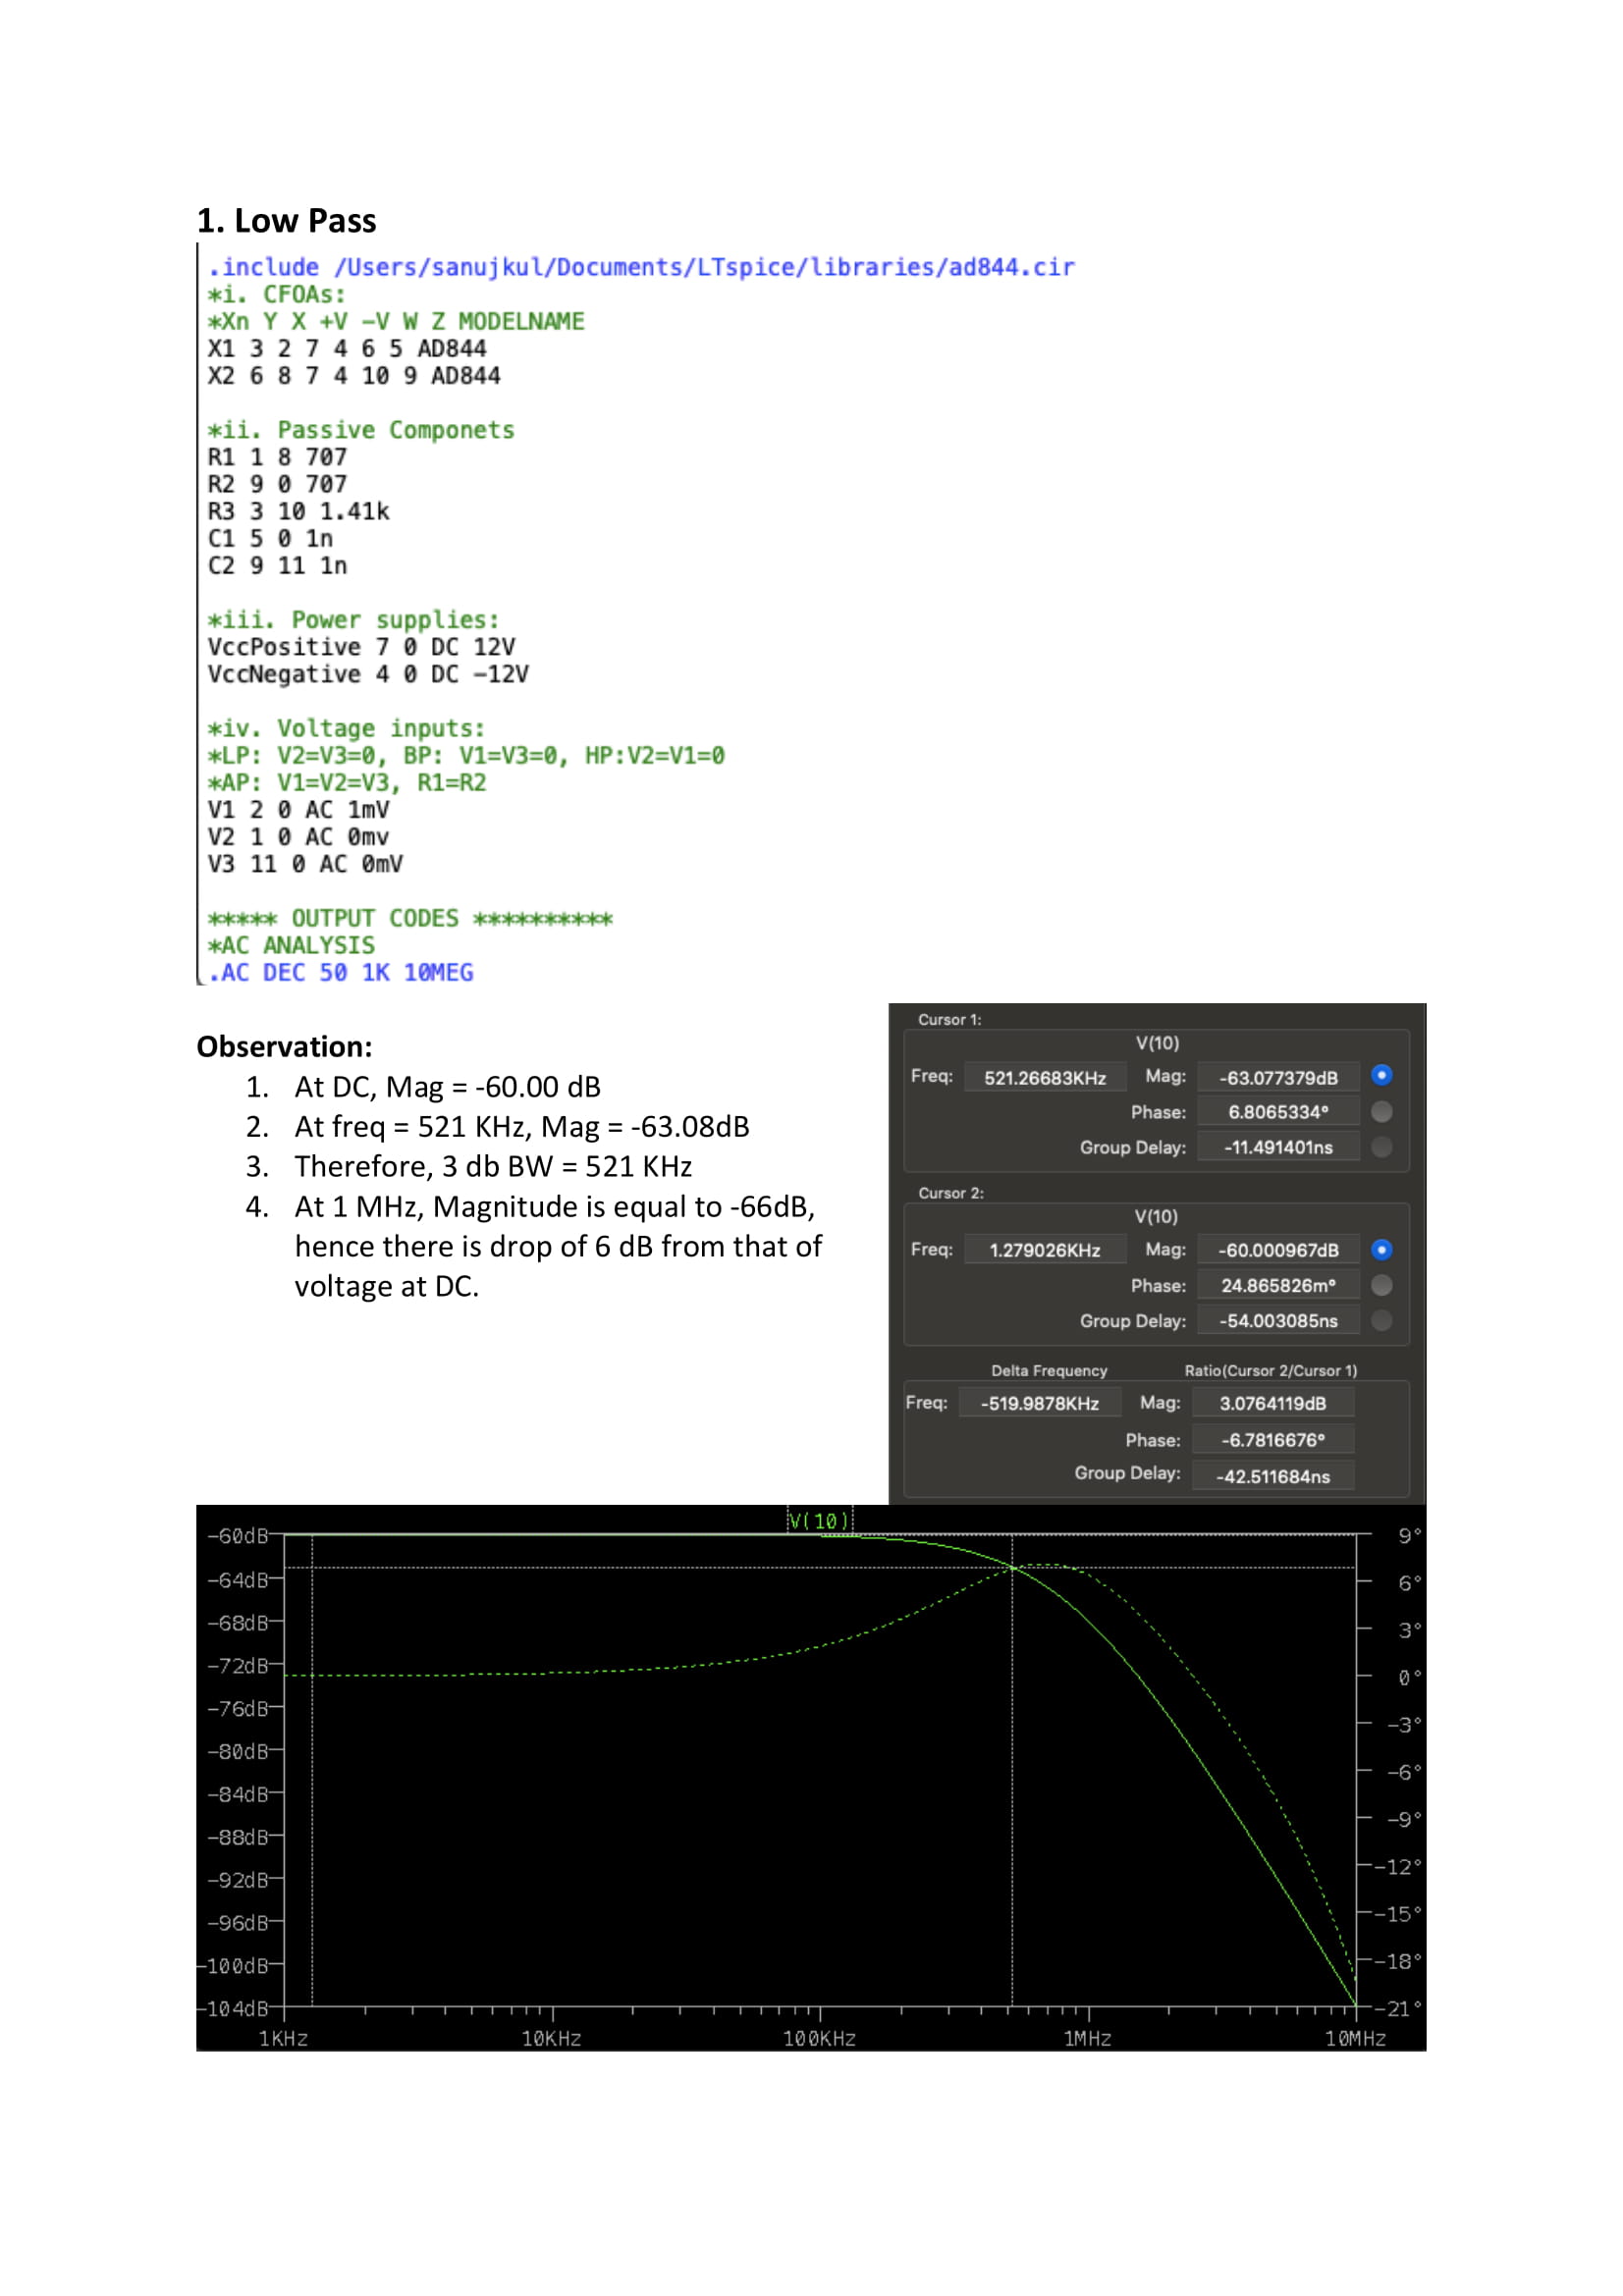 1. Low Pass
.include /Users/sanujkul/Documents/LTspice/libraries/ad844.cir
*i. CFOAs:
*Xn Y X +V -V W Z MODELNAME
X1 3 2 7 4 6 5 AD844
X2 6 8 7 4 10 9 AD844
*ii. Passive Componets
R1 1 8 707
R2 9 0 707
R3 3 10 1.41k
C1 5 0 1n
C2 9 11 1n
*iii. Power supplies:
VccPositive 7 0 DC 12V
VccNegative 4 0 DC -12V
*iv. Voltage inputs:
*LP: V2=V3=0, BP: V1=V3=0, HP:V2=V1=0
*AP: V1=V2=V3, R1=R2
V1 2 0 AC 1mV
V2 1 0 AC 0mv
V3 11 0 AC 0mV
***** OUTPUT CODES **********
*AC ANALYSIS
.AC DEC 50 1K 10MEG
Observation:
1. At DC, Mag = -60.00 dB
2. At freq = 521 KHz, Mag = -63.08dB
3. Therefore, 3 db BW = 521 KHz
4. At 1 MHz, Magnitude is equal to -66dB,
hence there is drop of 6 dB from that of
voltage at DC.
Cursor 1:
V(10)
Freq: 521.26683KHz Mag: -63.077379dB
Phase: 6.8065334°
Group Delay: -11.491401ns
Cursor 2:
V(10)
Freq: 1.279026KHz Mag: -60.000967dB
Phase: 24.865826m°
Group Delay: -54.003085ns
Delta Frequency Ratio(Cursor 2/Cursor 1)
Freq: -519.9878KHz Mag: 3.0764119dB
Phase: -6.7816676°
Group Delay: -42.511684ns
V(10)
-60dB 9°
-64dB 6°
-68dB 3°
-72dB 0°
-76dB -3°
-80dB -6°
-84dB -9°
-88dB -12°
-92dB -15°
-96dB -18°
-100dB -21°
-104dB
1KHz 10KHz 100KHz 1MHz 10MHz